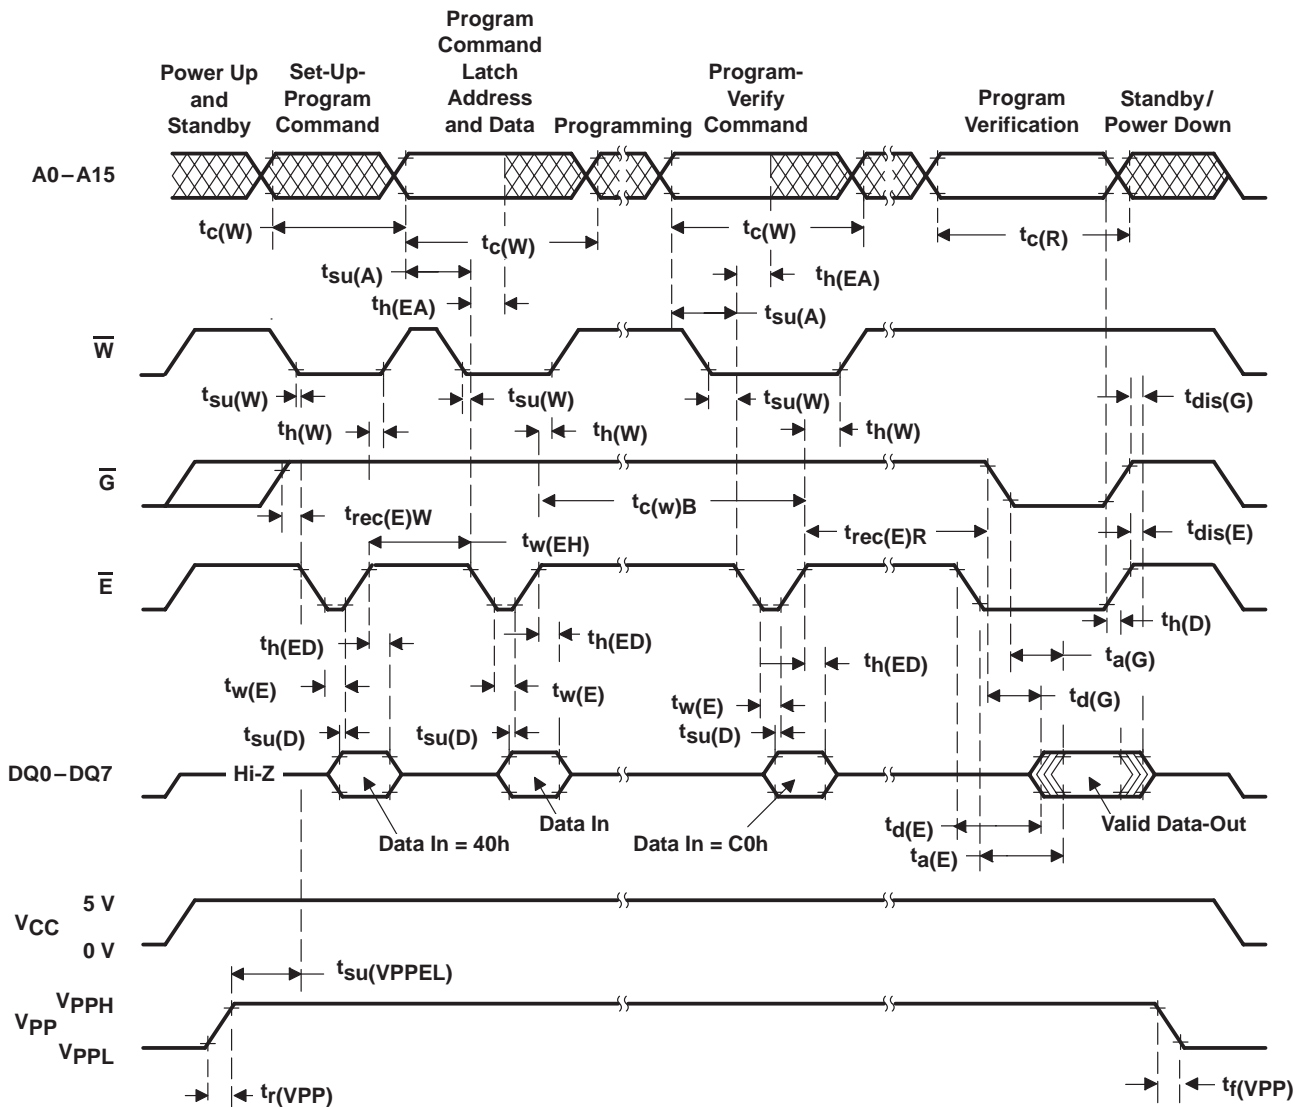 Power Up
and
Standby
Set-Up-
Program
Command
Program
Command
Latch
Address
and Data
Programming
Program-
Verify
Command
Program
Verification
Standby/
Power Down
A0–A15
tc(W)
tc(W)
tc(W)
tc(R)
tsu(A)
th(EA)
th(EA)
tsu(A)
W
tsu(W)
tsu(W)
tsu(W)
tdis(G)
th(W)
th(W)
th(W)
G
tc(w)B
trec(E)W
trec(E)R
tdis(E)
tw(EH)
E
th(D)
th(ED)
th(ED)
th(ED)
ta(G)
tw(E)
tw(E)
tw(E)
td(G)
tsu(D)
tsu(D)
tsu(D)
DQ0–DQ7
Hi-Z
Data In = 40h
Data In
Data In = C0h
td(E)
Valid Data-Out
ta(E)
5 V
VCC
0 V
tsu(VPPEL)
VPPH
VPP
VPPL
tr(VPP)
tf(VPP)